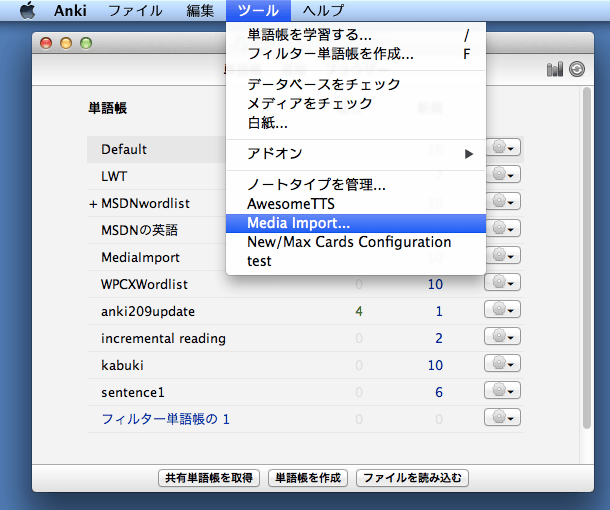 Anki ファイル 編集 ツール ヘルプ
単語帳を学習する... /
フィルター単語帳を作成... F
データベースをチェック
メディアをチェック
白紙...
アドオン
ノートタイプを管理...
AwesomeTTS
Media Import...
New/Max Cards Configuration
test
単語帳
Default
LWT
+ MSDNwordlist
MSDNの英語
MediaImport
WPCXWordlist 0 10
anki209update 4 1
incremental reading 0 2
kabuki 0 10
sentence1 0 6
フィルター単語帳の 1 0 0
共有単語帳を取得 単語帳を作成 ファイルを読み込む